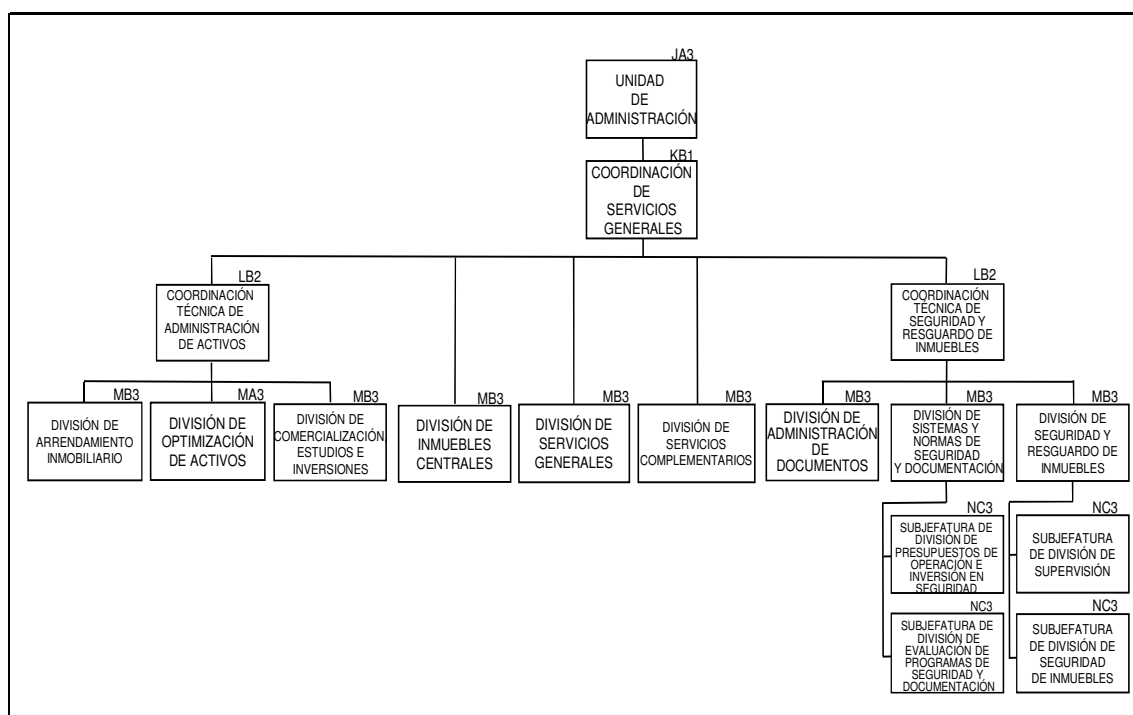 JA3
UNIDAD
DE
ADMINISTRACIÓN
KB1
COORDINACIÓN
DE
SERVICIOS
GENERALES
LB2
COORDINACIÓN
TÉCNICA DE
ADMINISTRACIÓN
DE ACTIVOS
LB2
COORDINACIÓN
TÉCNICA DE
SEGURIDAD Y
RESGUARDO DE
INMUEBLES
MB3
DIVISIÓN DE
ARRENDAMIENTO
INMOBILIARIO
MA3
DIVISIÓN DE
OPTIMIZACIÓN
DE ACTIVOS
MB3
DIVISIÓN DE
COMERCIALIZACIÓN,
ESTUDIOS E
INVERSIONES
MB3
DIVISIÓN DE
INMUEBLES
CENTRALES
MB3
DIVISIÓN DE
SERVICIOS
GENERALES
MB3
DIVISIÓN DE
SERVICIOS
COMPLEMENTARIOS
MB3
DIVISIÓN DE
ADMINISTRACIÓN
DE
DOCUMENTOS
MB3
DIVISIÓN DE
SISTEMAS Y
NORMAS DE
SEGURIDAD
Y DOCUMENTACIÓN
MB3
DIVISIÓN DE
SEGURIDAD Y
RESGUARDO DE
INMUEBLES
NC3
SUBJEFATURA DE
DIVISIÓN DE
PRESUPUESTOS DE
OPERACIÓN E
INVERSIÓN EN
SEGURIDAD
NC3
SUBJEFATURA
DE DIVISIÓN DE
SUPERVISIÓN
NC3
SUBJEFATURA DE
DIVISIÓN DE
EVALUACIÓN DE
PROGRAMAS DE
SEGURIDAD Y
DOCUMENTACIÓN
NC3
SUBJEFATURA
DE DIVISIÓN DE
SEGURIDAD
DE INMUEBLES